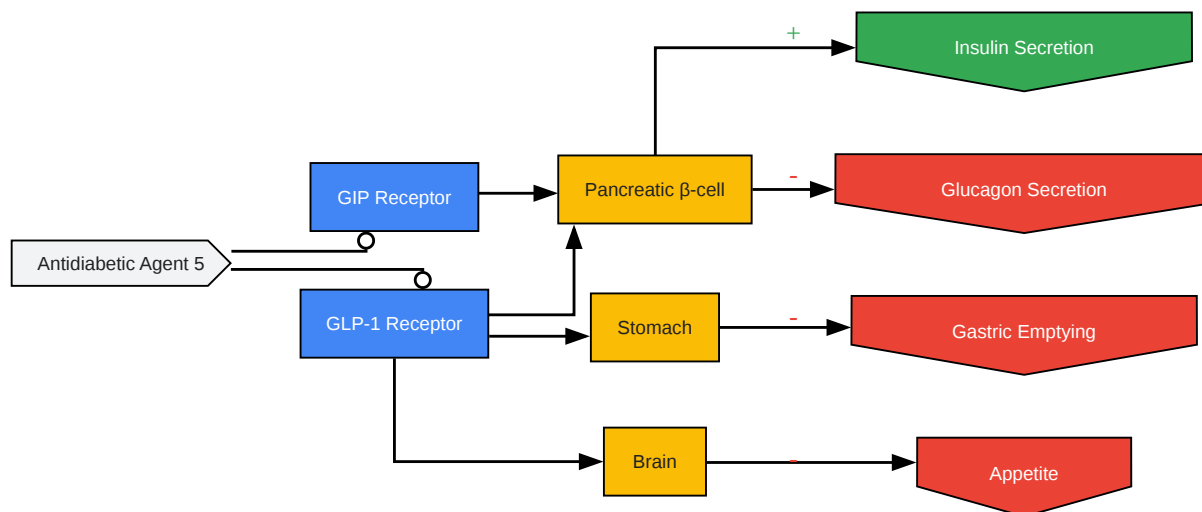 +
Insulin Secretion
GIP Receptor
Pancreatic β-cell
-
Glucagon Secretion
Antidiabetic Agent 5
GLP-1 Receptor
Stomach
-
Gastric Emptying
Brain
-
Appetite